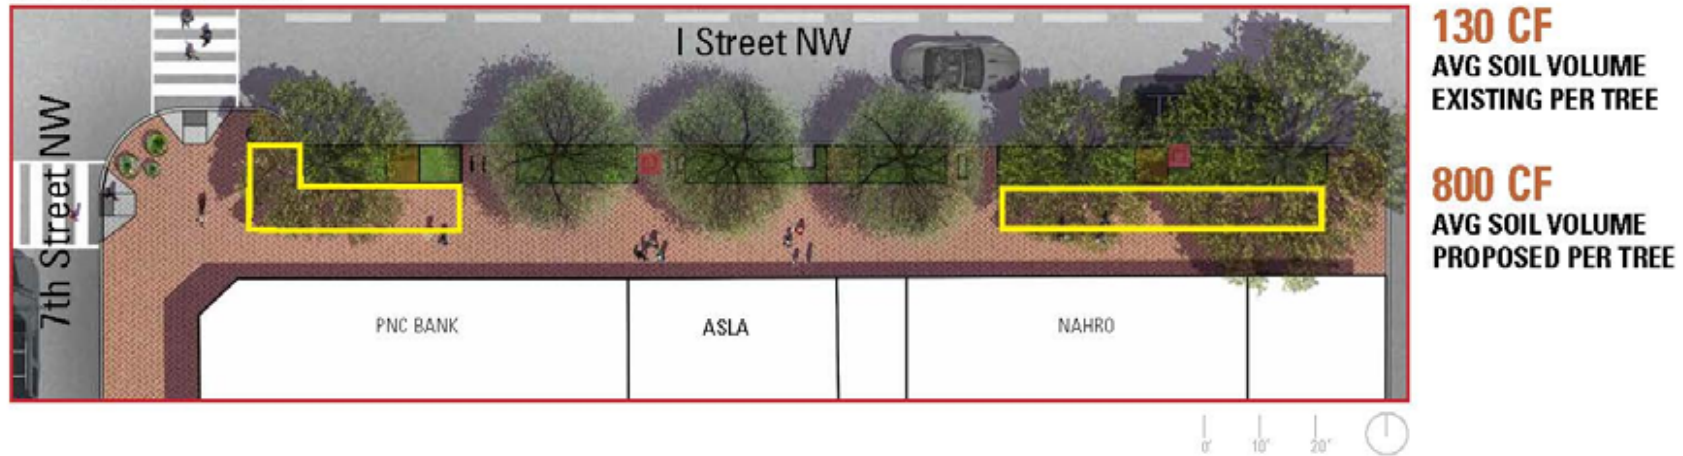 I Street NW
7th Street NW
PNC BANK
ASLA
NAHRO
130 CF
AVG SOIL VOLUME
EXISTING PER TREE
800 CF
AVG SOIL VOLUME
PROPOSED PER TREE
0' 10' 20'